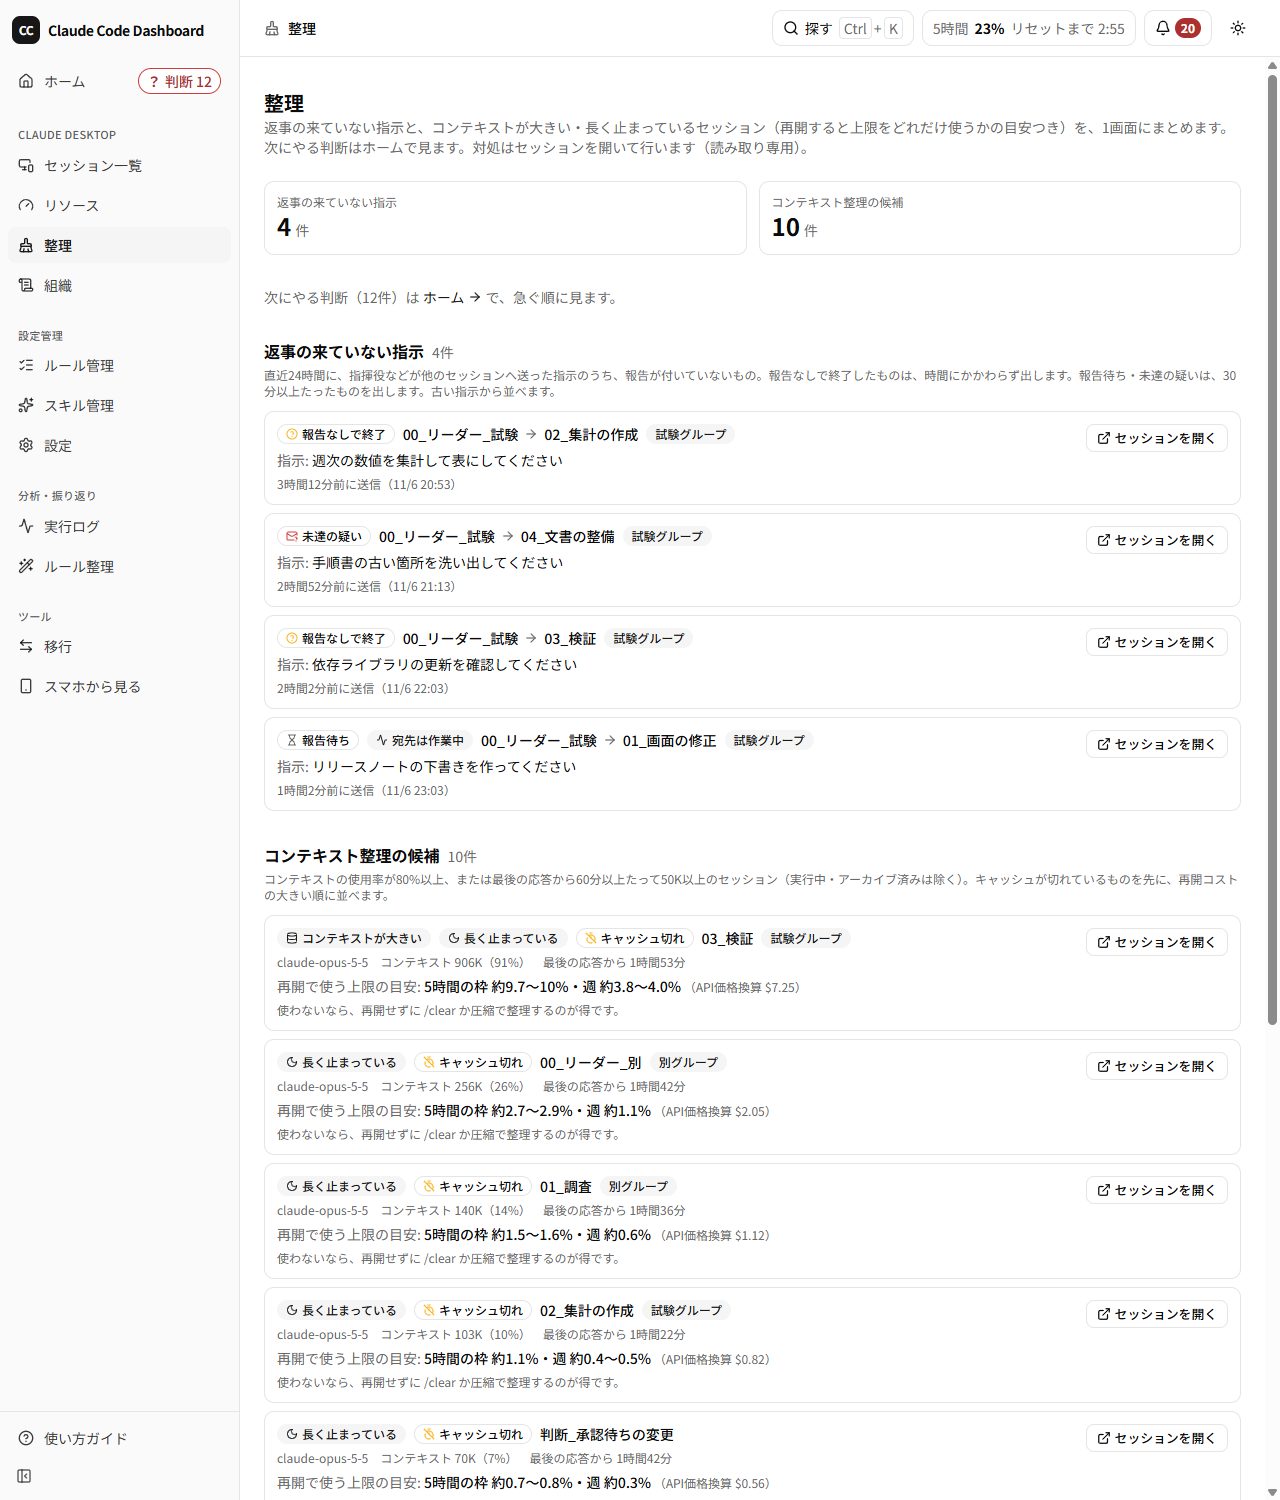 CC Claude Code Dashboard
ホーム
? 判断 12
CLAUDE DESKTOP
セッション一覧
リソース
整理
組織
設定管理
ルール管理
スキル管理
設定
分析・振り返り
実行ログ
ルール整理
ツール
移行
スマホから見る
使い方ガイド
整理
探す Ctrl + K
5時間 23% リセットまで 2:55
20
整理
返事の来ていない指示と、コンテキストが大きい・長く止まっているセッション（再開すると上限をどれだけ使うかの目安つき）を、1画面にまとめます。
次にやる判断はホームで見ます。対処はセッションを開いて行います（読み取り専用）。
返事の来ていない指示
4 件
コンテキスト整理の候補
10 件
次にやる判断（12件）は ホーム → で、急ぐ順に見ます。
返事の来ていない指示 4件
直近24時間に、指揮役などが他のセッションへ送った指示のうち、報告が付いていないもの。報告なしで終了したものは、時間にかかわらず出します。報告待ち・未達の疑いは、30
分以上たったものを出します。古い指示から並べます。
報告なしで終了 00_リーダー_試験 → 02_集計の作成 試験グループ
セッションを開く
指示: 週次の数値を集計して表にしてください
3時間12分前に送信（11/6 20:53）
未達の疑い 00_リーダー_試験 → 04_文書の整備 試験グループ
セッションを開く
指示: 手順書の古い箇所を洗い出してください
2時間52分前に送信（11/6 21:13）
報告なしで終了 00_リーダー_試験 → 03_検証 試験グループ
セッションを開く
指示: 依存ライブラリの更新を確認してください
2時間2分前に送信（11/6 22:03）
報告待ち 宛先は作業中 00_リーダー_試験 → 01_画面の修正 試験グループ
セッションを開く
指示: リリースノートの下書きを作ってください
1時間2分前に送信（11/6 23:03）
コンテキスト整理の候補 10件
コンテキストの使用率が80%以上、または最後の応答から60分以上たって50K以上のセッション（実行中・アーカイブ済みは除く）。キャッシュが切れているものを先に、再開コスト
の大きい順に並べます。
コンテキストが大きい 長く止まっている キャッシュ切れ 03_検証 試験グループ
セッションを開く
claude-opus-5-5 コンテキスト 906K（91%） 最後の応答から 1時間53分
再開で使う上限の目安: 5時間の枠 約9.7〜10%・週 約3.8〜4.0% （API価格換算 $7.25）
使わないなら、再開せずに /clear か圧縮で整理するのが得です。
長く止まっている キャッシュ切れ 00_リーダー_別 別グループ
セッションを開く
claude-opus-5-5 コンテキスト 256K（26%） 最後の応答から 1時間42分
再開で使う上限の目安: 5時間の枠 約2.7〜2.9%・週 約1.1% （API価格換算 $2.05）
使わないなら、再開せずに /clear か圧縮で整理するのが得です。
長く止まっている キャッシュ切れ 01_調査 別グループ
セッションを開く
claude-opus-5-5 コンテキスト 140K（14%） 最後の応答から 1時間36分
再開で使う上限の目安: 5時間の枠 約1.5〜1.6%・週 約0.6% （API価格換算 $1.12）
使わないなら、再開せずに /clear か圧縮で整理するのが得です。
長く止まっている キャッシュ切れ 02_集計の作成 試験グループ
セッションを開く
claude-opus-5-5 コンテキスト 103K（10%） 最後の応答から 1時間22分
再開で使う上限の目安: 5時間の枠 約1.1%・週 約0.4〜0.5% （API価格換算 $0.82）
使わないなら、再開せずに /clear か圧縮で整理するのが得です。
長く止まっている キャッシュ切れ 判断_承認待ちの変更
セッションを開く
claude-opus-5-5 コンテキスト 70K（7%） 最後の応答から 1時間42分
再開で使う上限の目安: 5時間の枠 約0.7〜0.8%・週 約0.3% （API価格換算 $0.56）